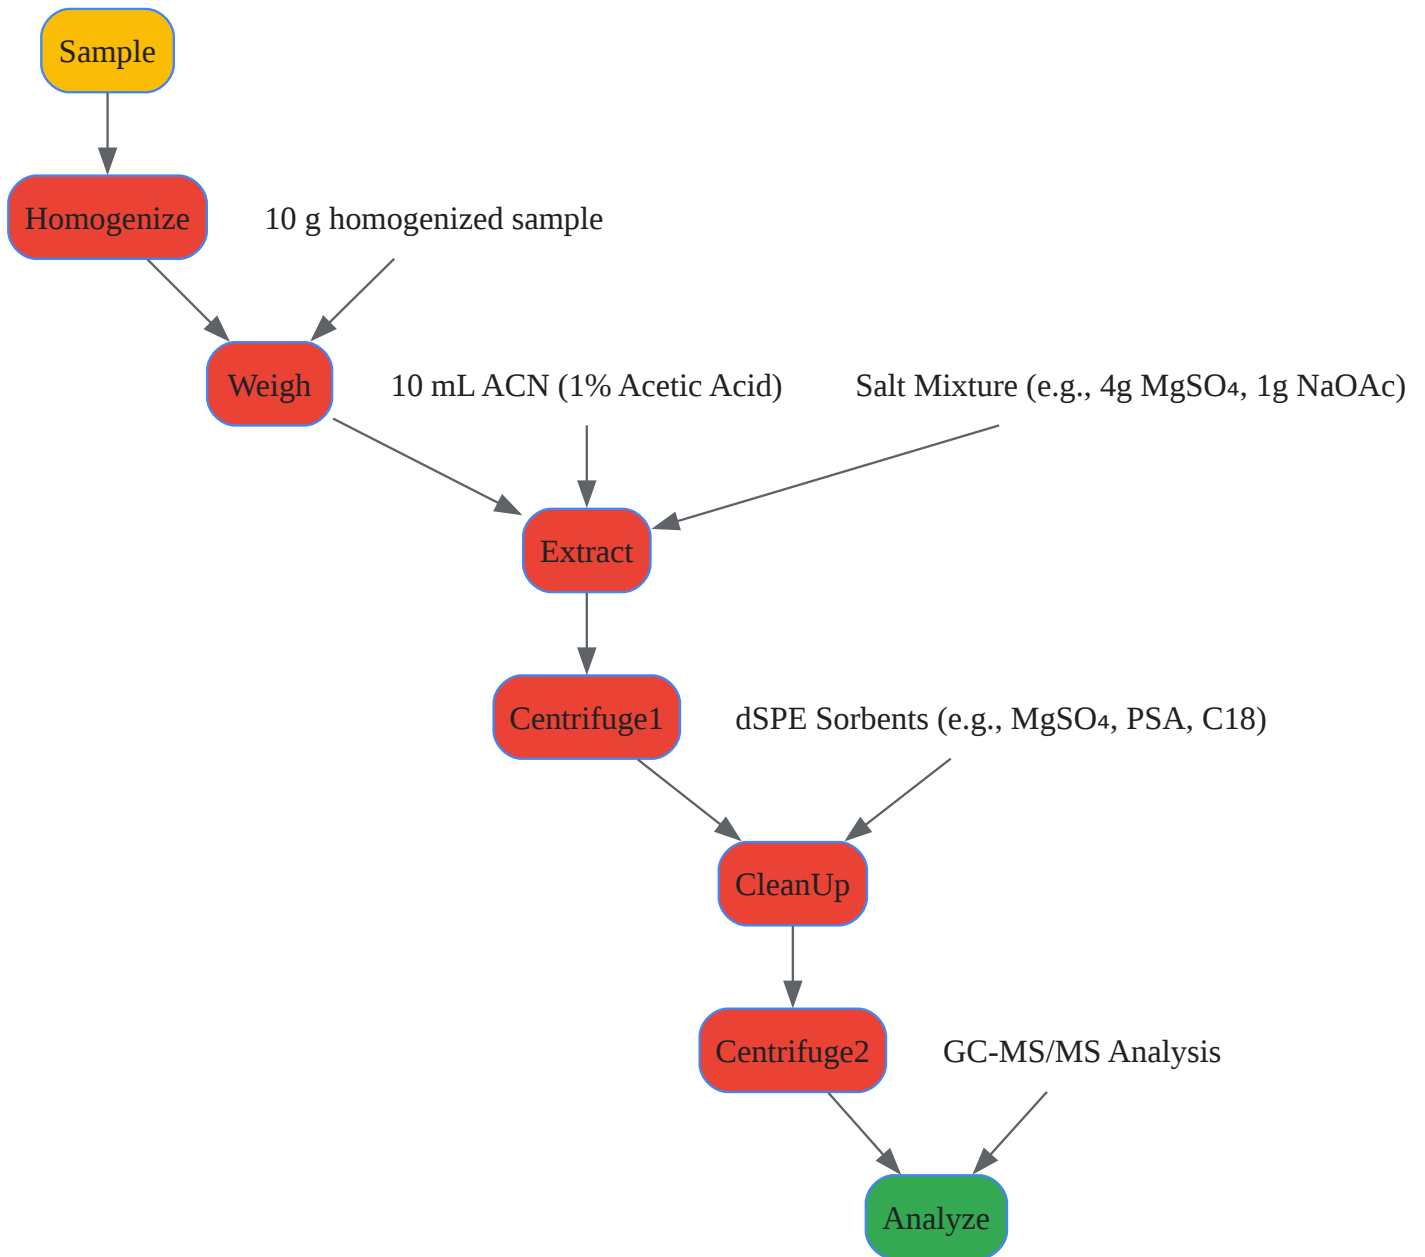 Sample
Homogenize
10 g homogenized sample
Weigh
10 mL ACN (1% Acetic Acid)
Salt Mixture (e.g., 4g MgSO₄, 1g NaOAc)
Extract
Centrifuge1
dSPE Sorbents (e.g., MgSO₄, PSA, C18)
CleanUp
Centrifuge2
GC-MS/MS Analysis
Analyze